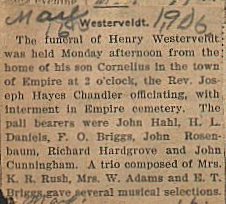 May 1906
Westerveldt.
The funeral of Henry Westerveldt
was held Monday afternoon from the
home of his son Cornelius in the town
of Empire at 2 o'clock, the Rev. Jos-
eph Hayes Chandler offlciating, with
interment in Empire cemetery. The
pall bearers were John Hahl, H. L.
Daniels, F. O. Briggs, John Rosen-
baum, Richard Hardgrove and John
Cunningham. A trio composed of Mrs.
K. R. Rush, Mrs. W. Adams and E. T.
Briggs gave several musical selections.